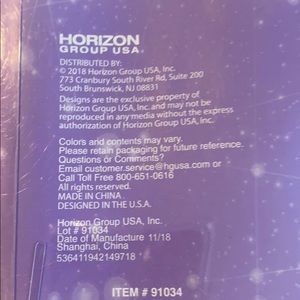 HORIZON
GROUP USA
DISTRIBUTED BY:
© 2018 Horizon Group USA, Inc.
773 Cranbury South River Rd, Suite 200
South Brunswick, NJ 08831
Designs are the exclusive property of
Horizon Group USA, Inc. and may not be
reproduced in any media without the express
authorization of Horizon Group USA, Inc.
Colors and contents may vary.
Please retain packaging for future reference.
Questions or Comments?
Email customer.service@hgusa.com or
Call Toll Free 800-651-0616
All rights reserved.
MADE IN CHINA
DESIGNED IN THE U.S.A.
Horizon Group USA, Inc.
Lot # 91034
Date of Manufacture 11/18
Shanghai, China
536411942149718
ITEM # 91034